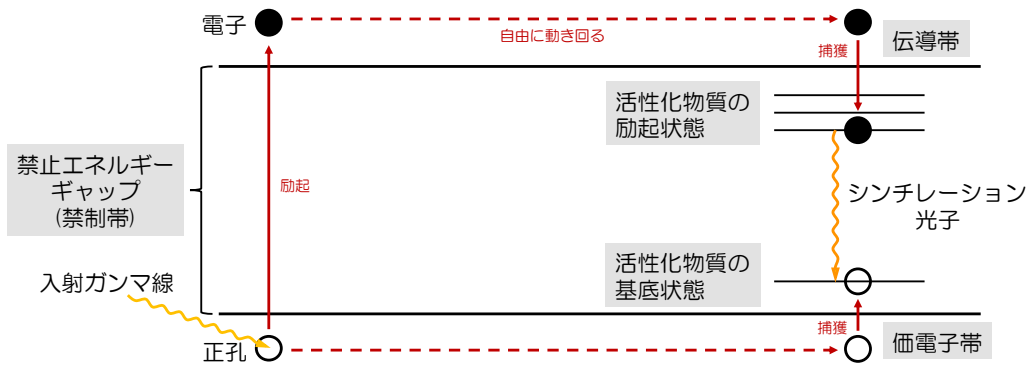 電子
自由に動き回る
捕獲
伝導帯
活性化物質の
励起状態
禁止エネルギー
ギャップ
(禁制帯)
励起
シンチレーション
光子
活性化物質の
基底状態
入射ガンマ線
捕獲
価電子帯
正孔